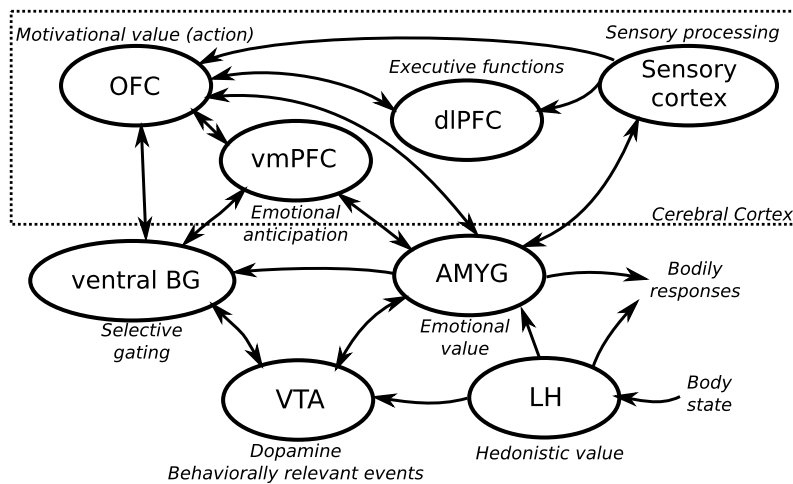 Motivational value (action)
Sensory processing
OFC
Executive functions
Sensory
cortex
dlPFC
vmPFC
Emotional
anticipation
Cerebral Cortex
ventral BG
AMYG
Bodily
responses
Selective
gating
Emotional
value
VTA
LH
Body
state
Dopamine
Behaviorally relevant events
Hedonistic value